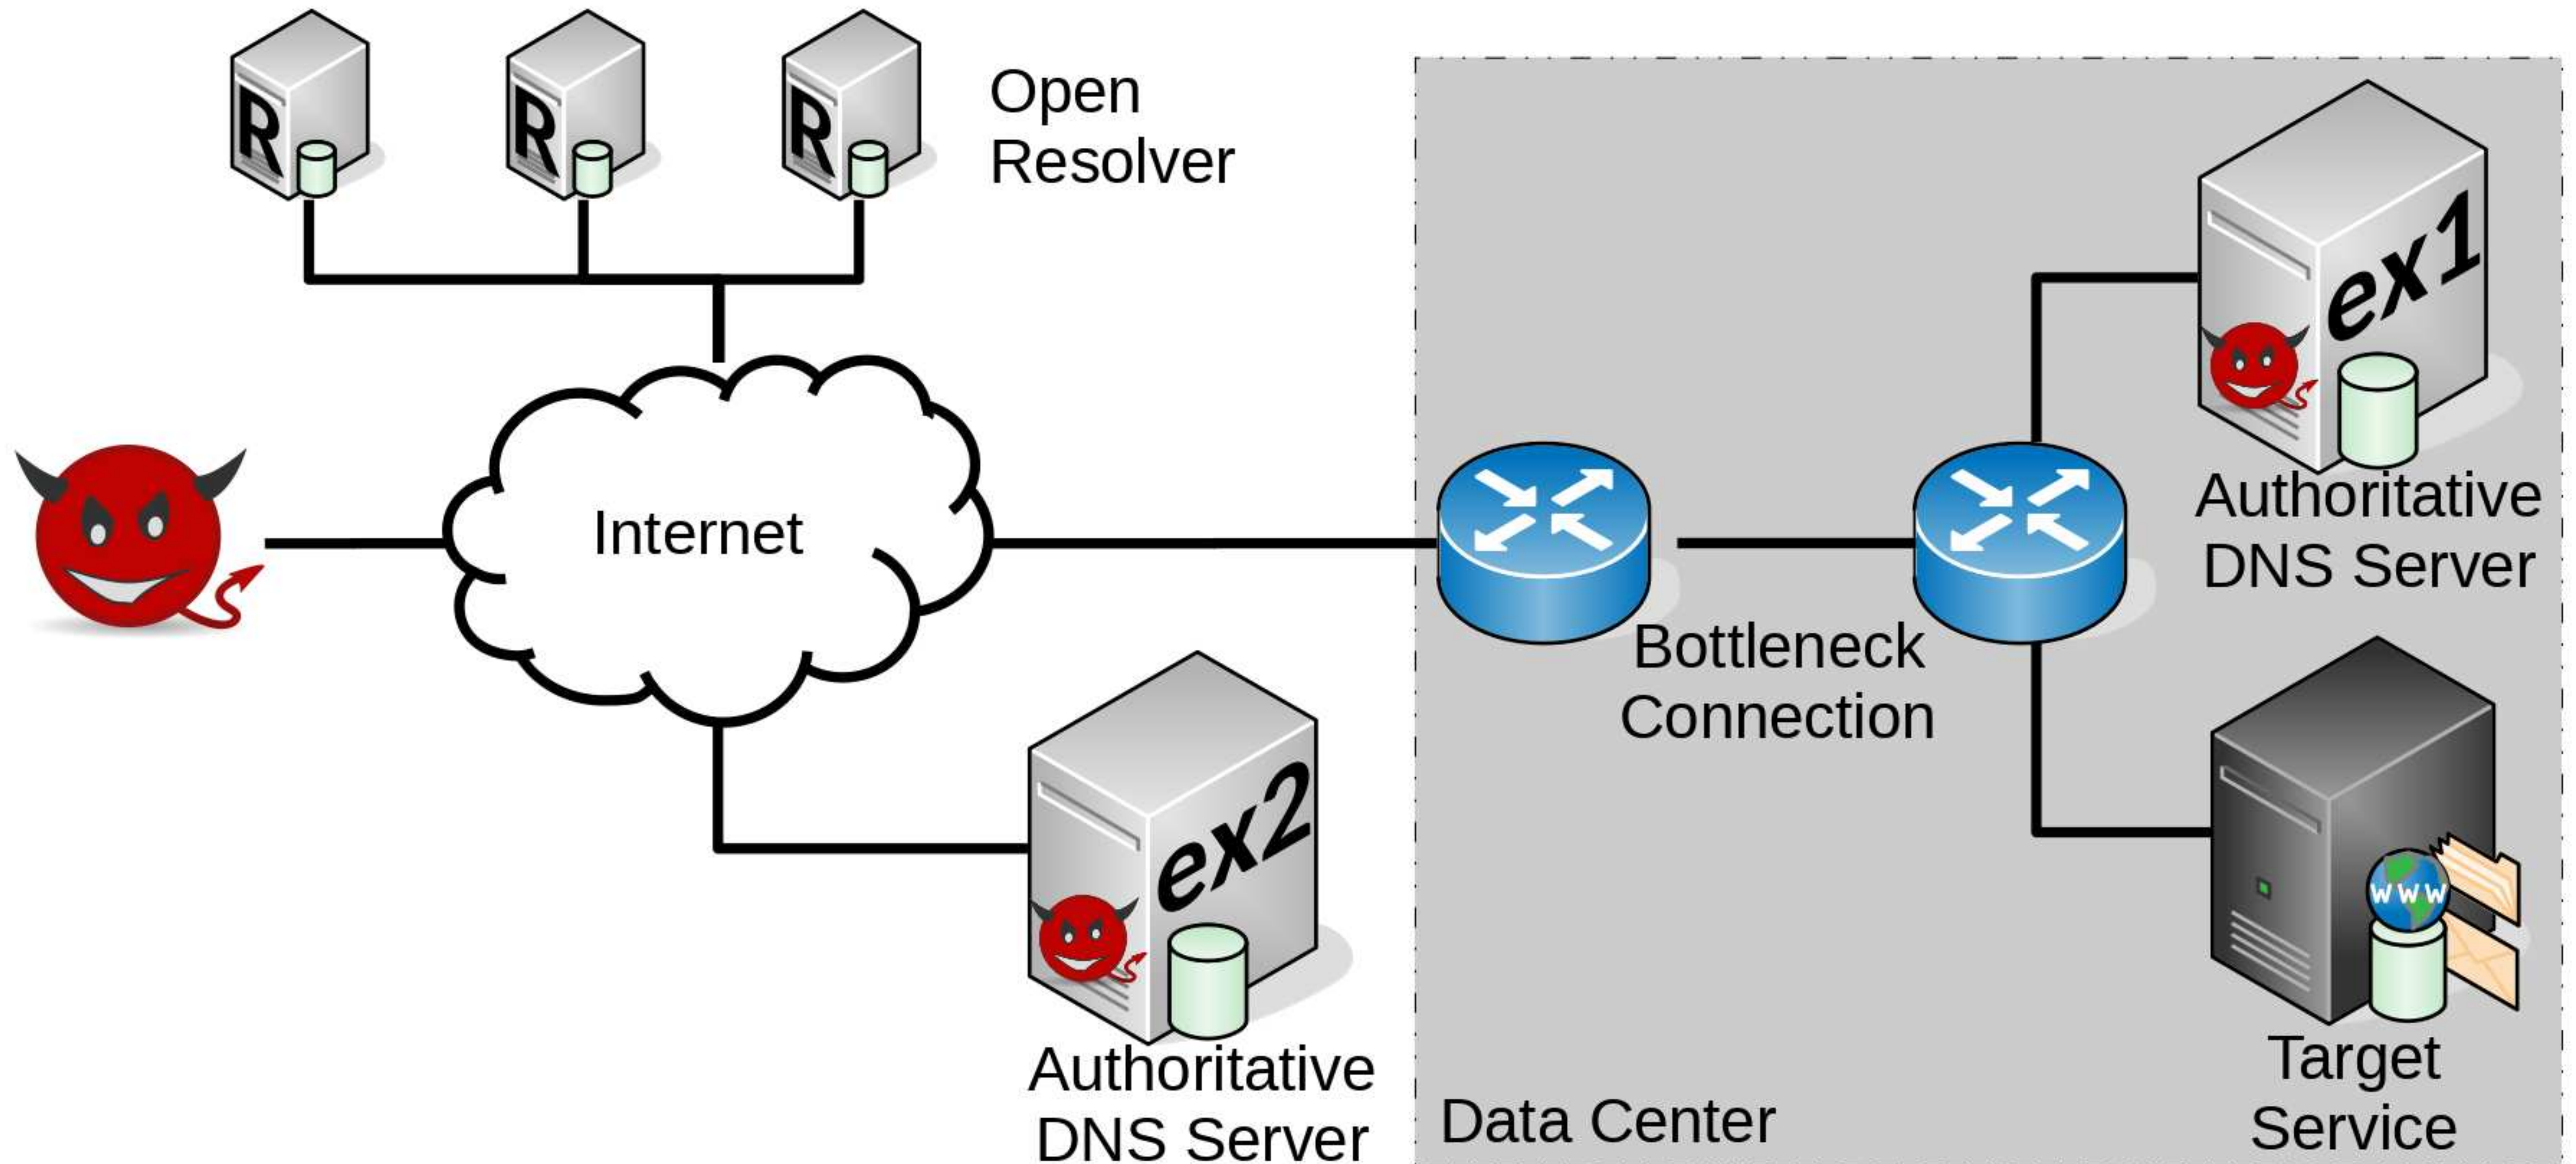 R
R
R
Open
Resolver
ex1
Authoritative
DNS Server
Internet
Bottleneck
Connection
ex2
Authoritative
DNS Server
www
Target
Service
Data Center